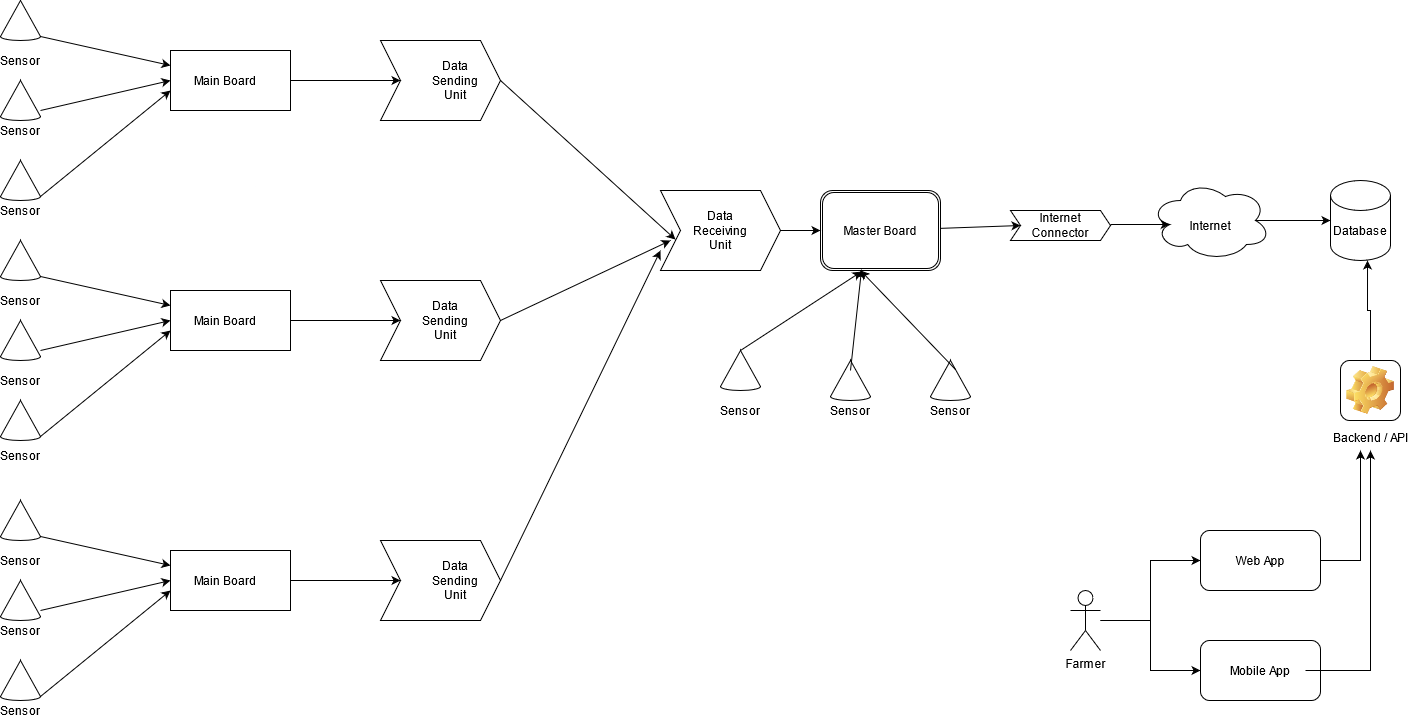 Sensor
Sensor
Sensor
Main Board
Data
Sending
Unit
Sensor
Sensor
Sensor
Main Board
Data
Sending
Unit
Sensor
Sensor
Sensor
Main Board
Data
Sending
Unit
Data
Receiving
Unit
Master Board
Sensor
Sensor
Sensor
Internet
Connector
Internet
Database
Backend / API
Web App
Mobile App
Farmer